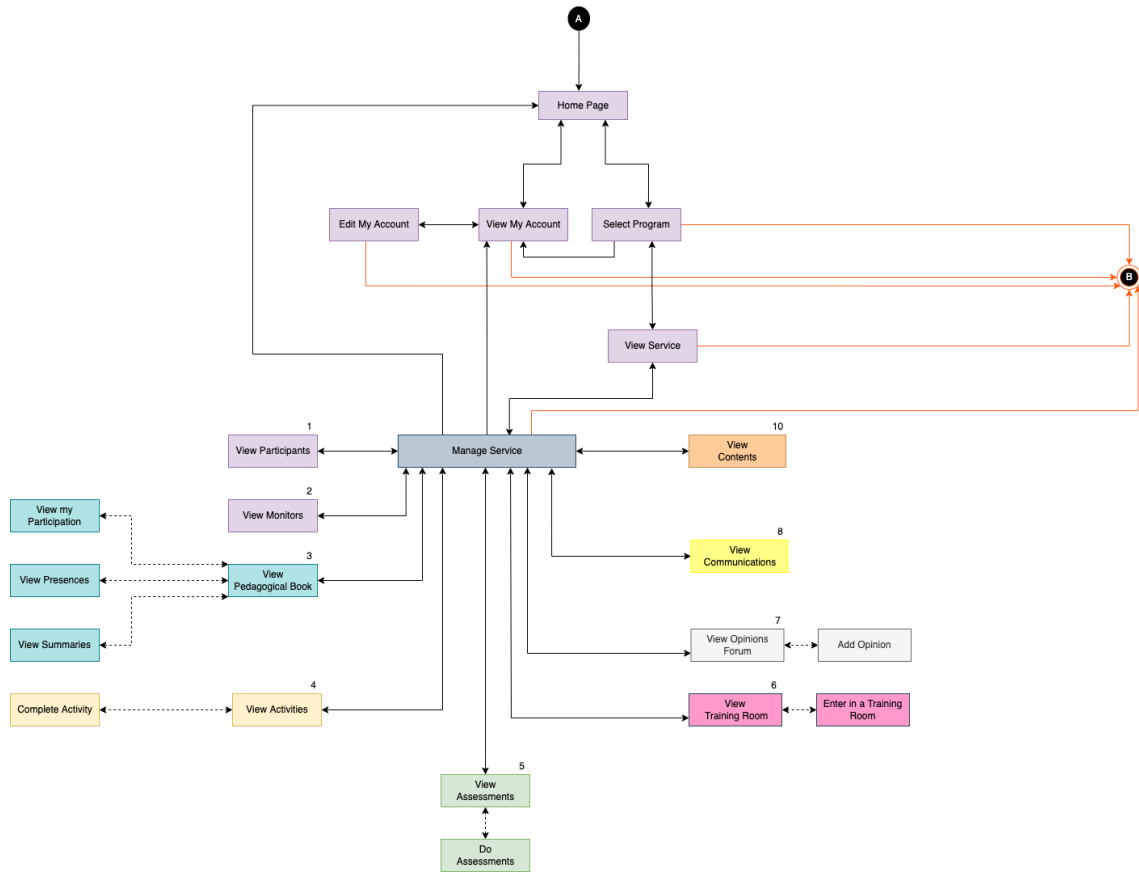 A
Home Page
Edit My Account
View My Account
Select Program
B
View Service
1
10
View Participants
Manage Service
View
Contents
2
View my
Participation
View Monitors
8
View
Communications
3
View Presences
View
Pedagogical Book
7
View Summaries
View Opinions
Forum
Add Opinion
4
6
Complete Activity
View Activities
View
Training Room
Enter in a Training
Room
5
View
Assessments
Do
Assessments